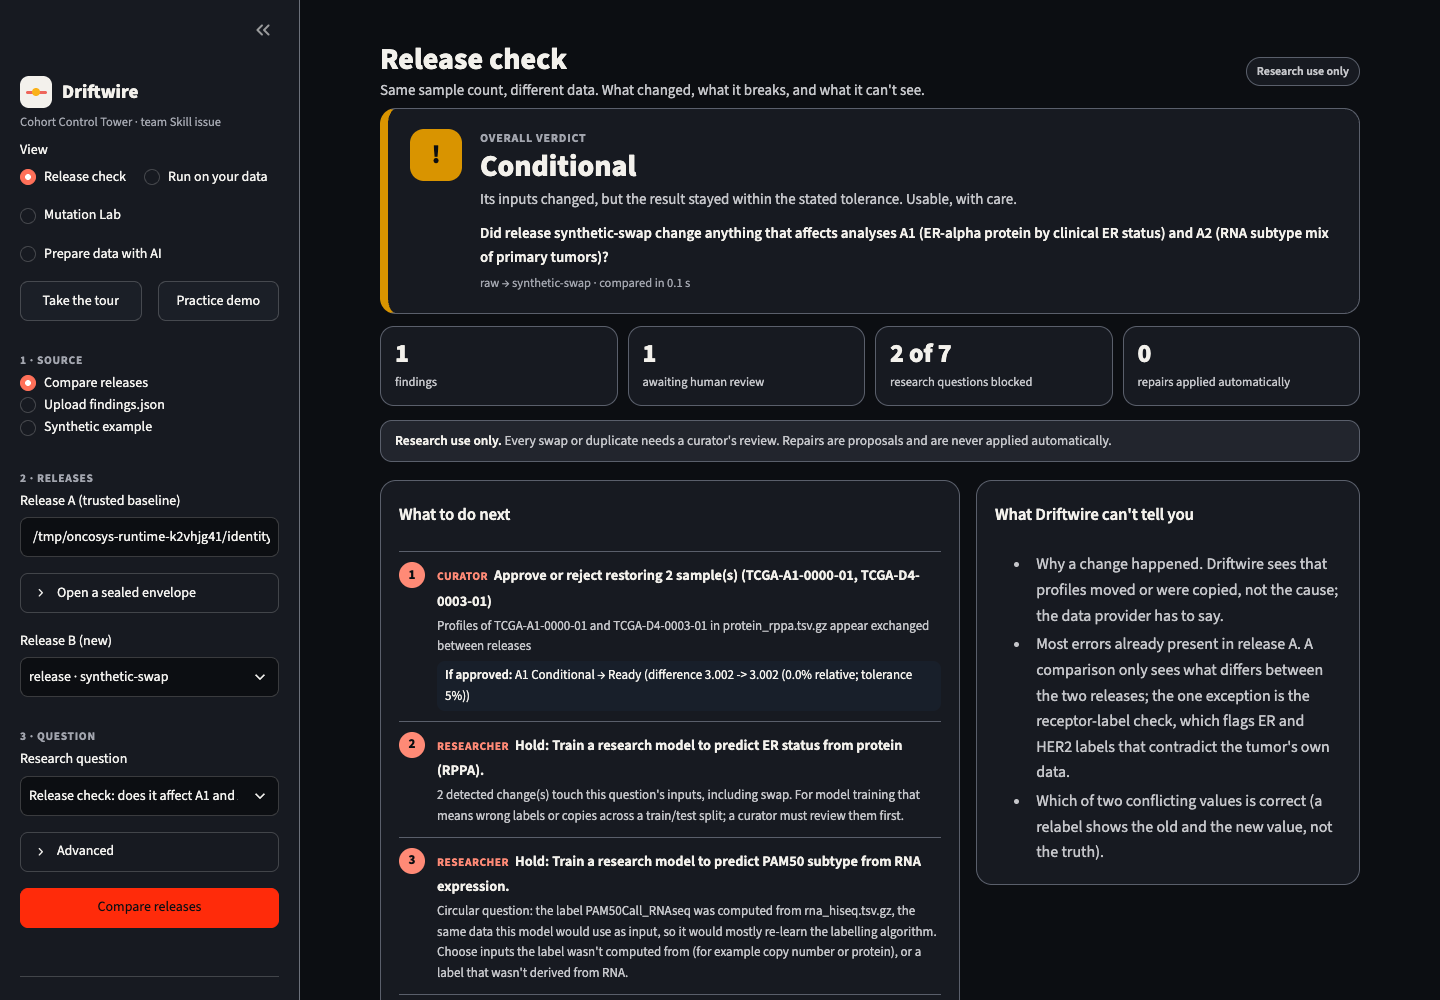 Driftwire
Cohort Control Tower · team Skill issue
View
Release check
Run on your data
Mutation Lab
Prepare data with AI
Take the tour
Practice demo
1 · SOURCE
Compare releases
Upload findings.json
Synthetic example
2 · RELEASES
Release A (trusted baseline)
/tmp/oncosys-runtime-k2vhjg41/identity
Open a sealed envelope
Release B (new)
release · synthetic-swap
3 · QUESTION
Research question
Release check: does it affect A1 and
Advanced
Compare releases
Release check
Same sample count, different data. What changed, what it breaks, and what it can't see.
Research use only
!
OVERALL VERDICT
Conditional
Its inputs changed, but the result stayed within the stated tolerance. Usable, with care.
Did release synthetic-swap change anything that affects analyses A1 (ER-alpha protein by clinical ER status) and A2 (RNA subtype mix
of primary tumors)?
raw → synthetic-swap · compared in 0.1 s
1
findings
1
awaiting human review
2 of 7
research questions blocked
0
repairs applied automatically
Research use only. Every swap or duplicate needs a curator's review. Repairs are proposals and are never applied automatically.
What to do next
1
CURATOR Approve or reject restoring 2 sample(s) (TCGA-A1-0000-01, TCGA-D4-
0003-01)
Profiles of TCGA-A1-0000-01 and TCGA-D4-0003-01 in protein_rppa.tsv.gz appear exchanged
between releases
If approved: A1 Conditional → Ready (difference 3.002 -> 3.002 (0.0% relative; tolerance
5%))
2
RESEARCHER Hold: Train a research model to predict ER status from protein
(RPPA).
2 detected change(s) touch this question's inputs, including swap. For model training that
means wrong labels or copies across a train/test split; a curator must review them first.
3
RESEARCHER Hold: Train a research model to predict PAM50 subtype from RNA
expression.
Circular question: the label PAM50Call_RNAseq was computed from rna_hiseq.tsv.gz, the
same data this model would use as input, so it would mostly re-learn the labelling algorithm.
Choose inputs the label wasn't computed from (for example copy number or protein), or a
label that wasn't derived from RNA.
What Driftwire can't tell you
• Why a change happened. Driftwire sees that
profiles moved or were copied, not the cause;
the data provider has to say.
• Most errors already present in release A. A
comparison only sees what differs between
the two releases; the one exception is the
receptor-label check, which flags ER and
HER2 labels that contradict the tumor's own
data.
• Which of two conflicting values is correct (a
relabel shows the old and the new value, not
the truth).